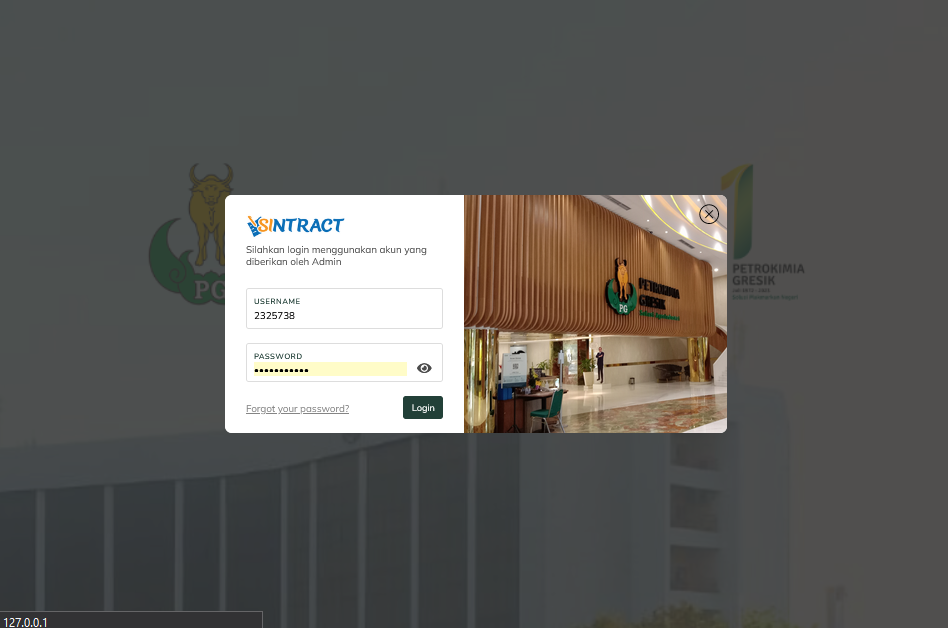 SINTRACT
Silahkan login menggunakan akun yang
diberikan oleh Admin
USERNAME
2325738
PASSWORD
•••••••••••
Forgot your password?
Login
PG
PETROKIMIA
GRESIK
PG
PETROKIMIA
GRESIK
127.0.0.1